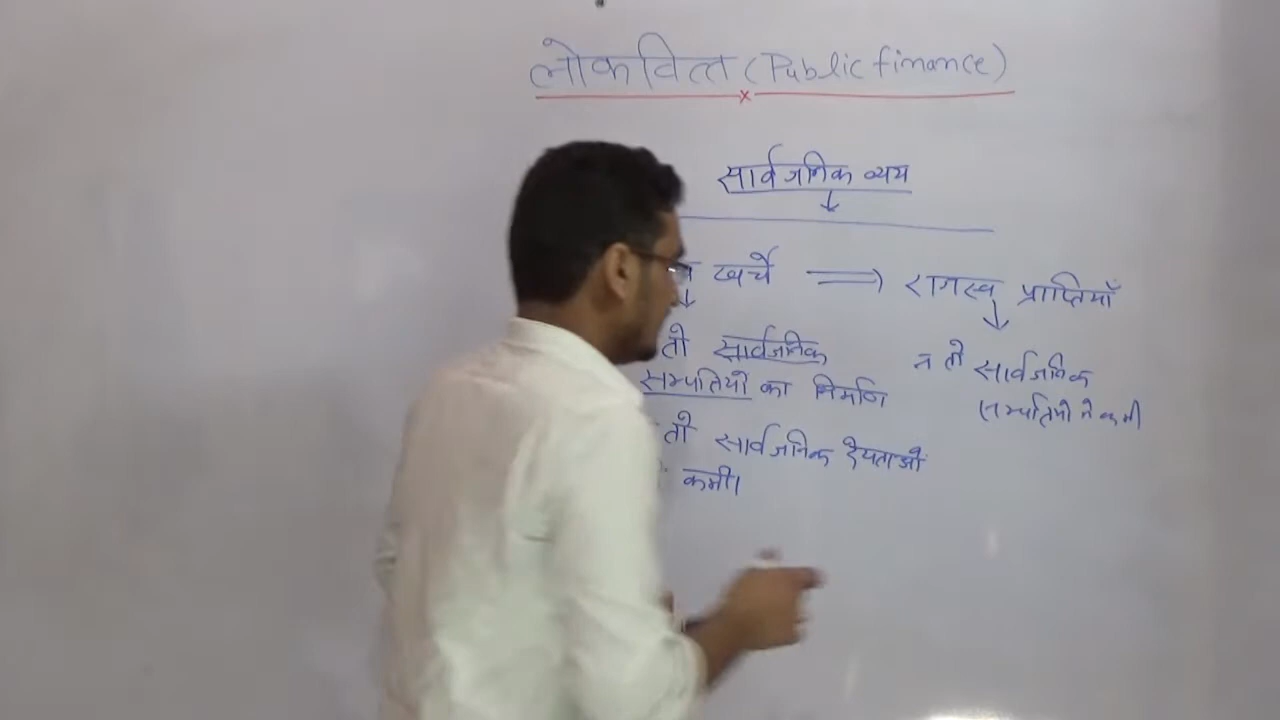 लोकवित्त (Public finance)
सार्वजनिक व्यय
खर्चे ⇒ राजस्व प्राप्तियाँ
तो सार्वजनिक
सम्पतियों का निर्माण
तो सार्वजनिक देयताओं
कमी।
न तो सार्वजनिक
सम्पतियों में कमी